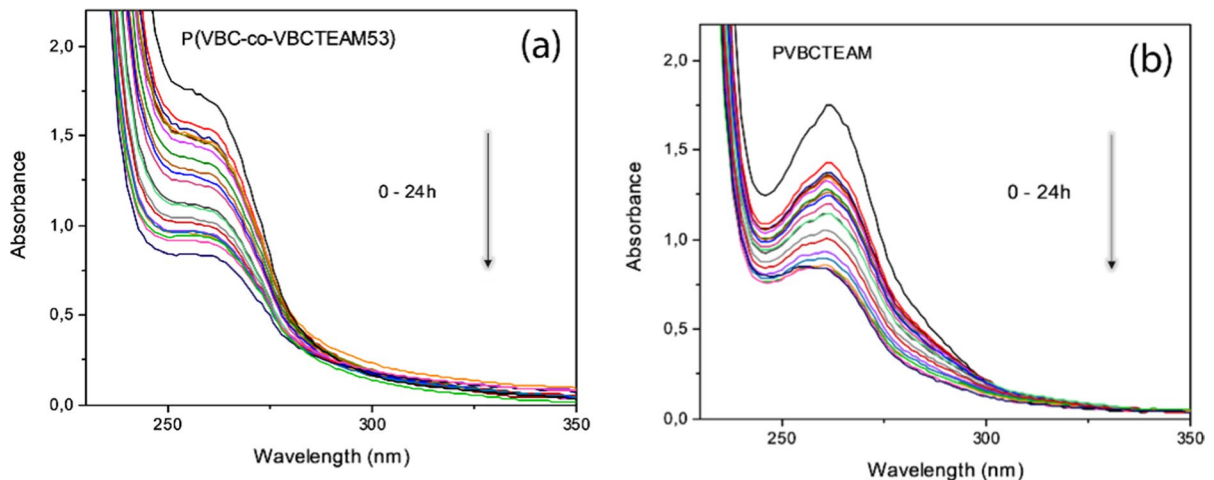 P(VBC-co-VBCTEAM53)
(a)
2,0
1,5
1,0
0,5
0,0
Absorbance
0 - 24h
250
300
350
Wavelength (nm)
PVBCTEAM
(b)
2,0
1,5
1,0
0,5
0,0
Absorbance
0 - 24h
250
300
350
Wavelength (nm)